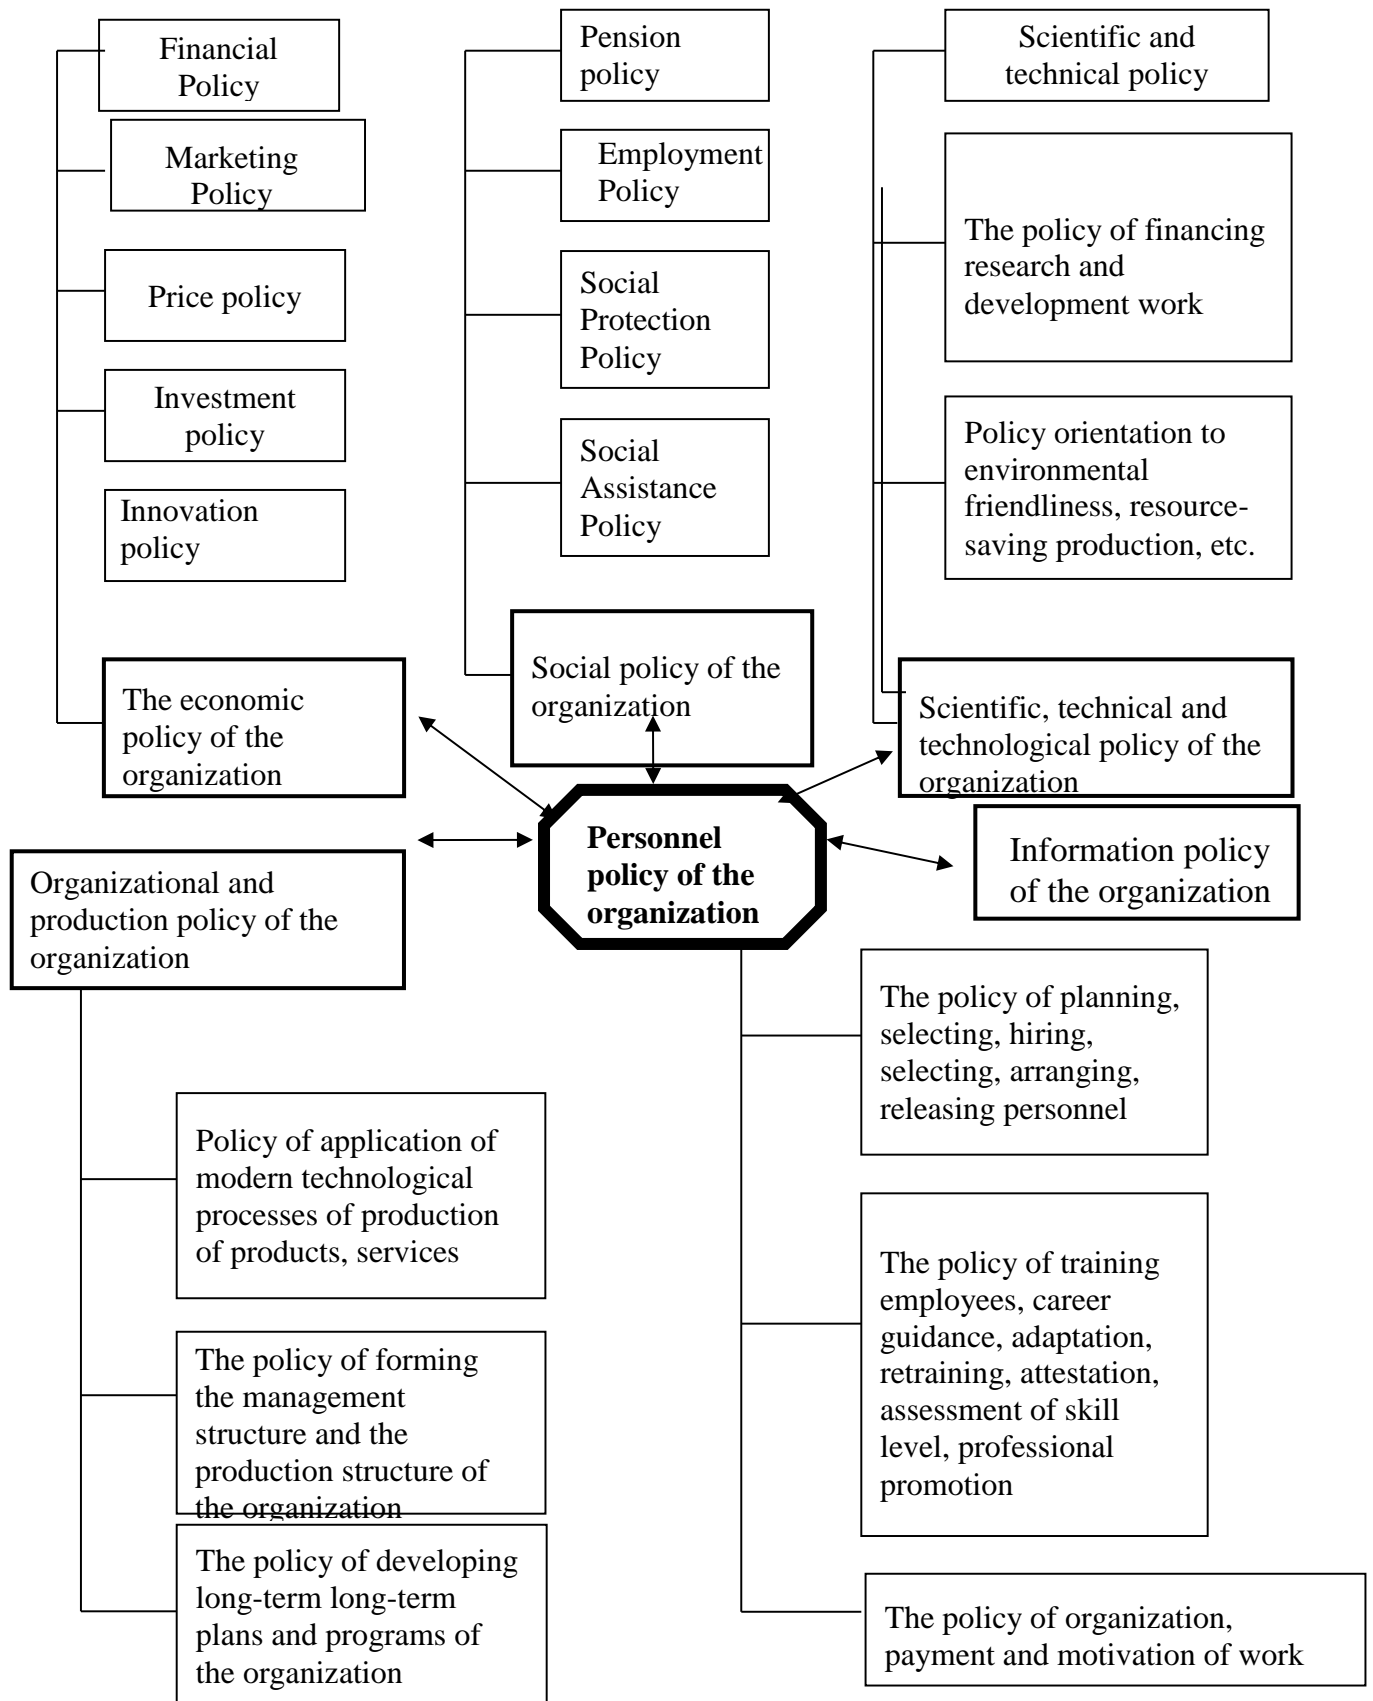 Financial
Policy
Marketing
Policy
Price policy
Investment
policy
Innovation
policy
The economic
policy of the
organization
Pension
policy
Employment
Policy
Social
Protection
Policy
Social
Assistance
Policy
Social policy of the
organization
Scientific and
technical policy
The policy of financing
research and
development work
Policy orientation to
environmental
friendliness, resource-
saving production, etc.
Scientific, technical and
technological policy of the
organization
Personnel
policy of the
organization
Information policy
of the organization
Organizational and
production policy of the
organization
Policy of application of
modern technological
processes of production
of products, services
The policy of forming
the management
structure and the
production structure of
the organization
The policy of developing
long-term long-term
plans and programs of
the organization
The policy of planning,
selecting, hiring,
selecting, arranging,
releasing personnel
The policy of training
employees, career
guidance, adaptation,
retraining, attestation,
assessment of skill
level, professional
promotion
The policy of organization,
payment and motivation of work